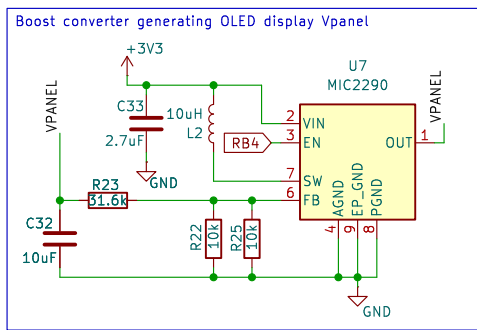 Boost converter generating OLED display Vpanel
+3V3
U7
MIC2290
VPANEL
C33
2.7uF
10uH
L2
RB4
2
VIN
3
EN
OUT
1
VPANEL
7
SW
6
FB
AGND
EP_GND
PGND
4
9
8
GND
R23
31.6k
C32
10uF
R22
10k
R25
10k
GND